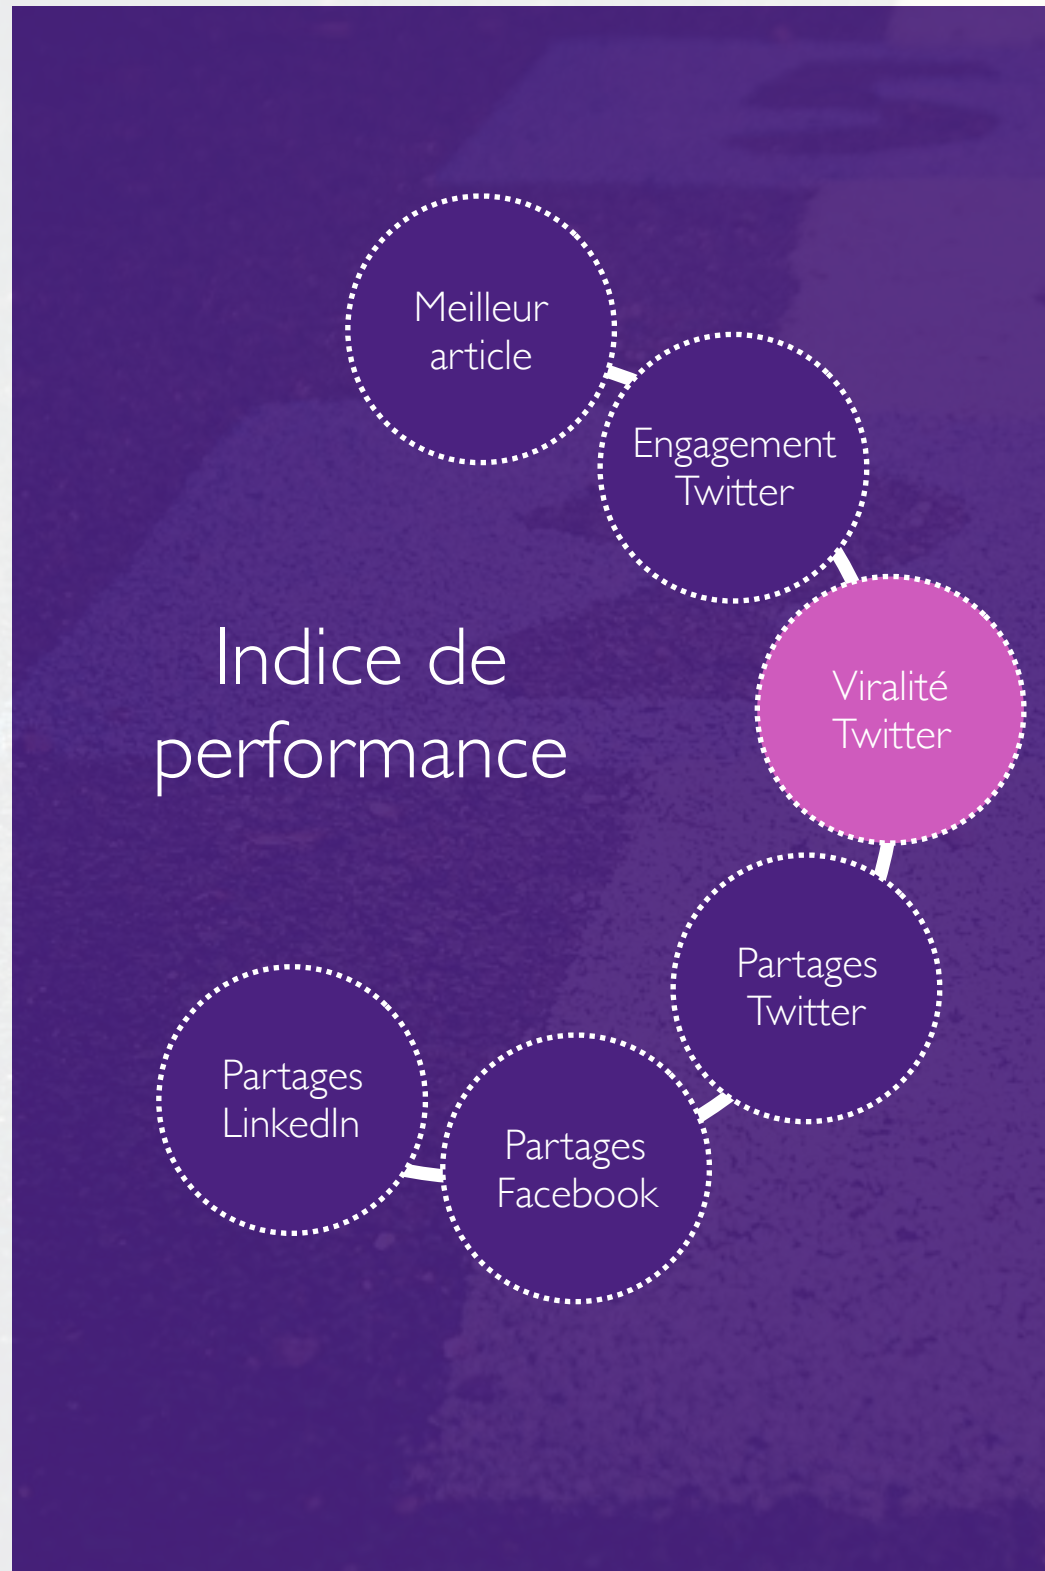 Meilleur
article
Engagement
Twitter
Indice de
performance
Viralité
Twitter
Partages
Twitter
Partages
LinkedIn
Partages
Facebook